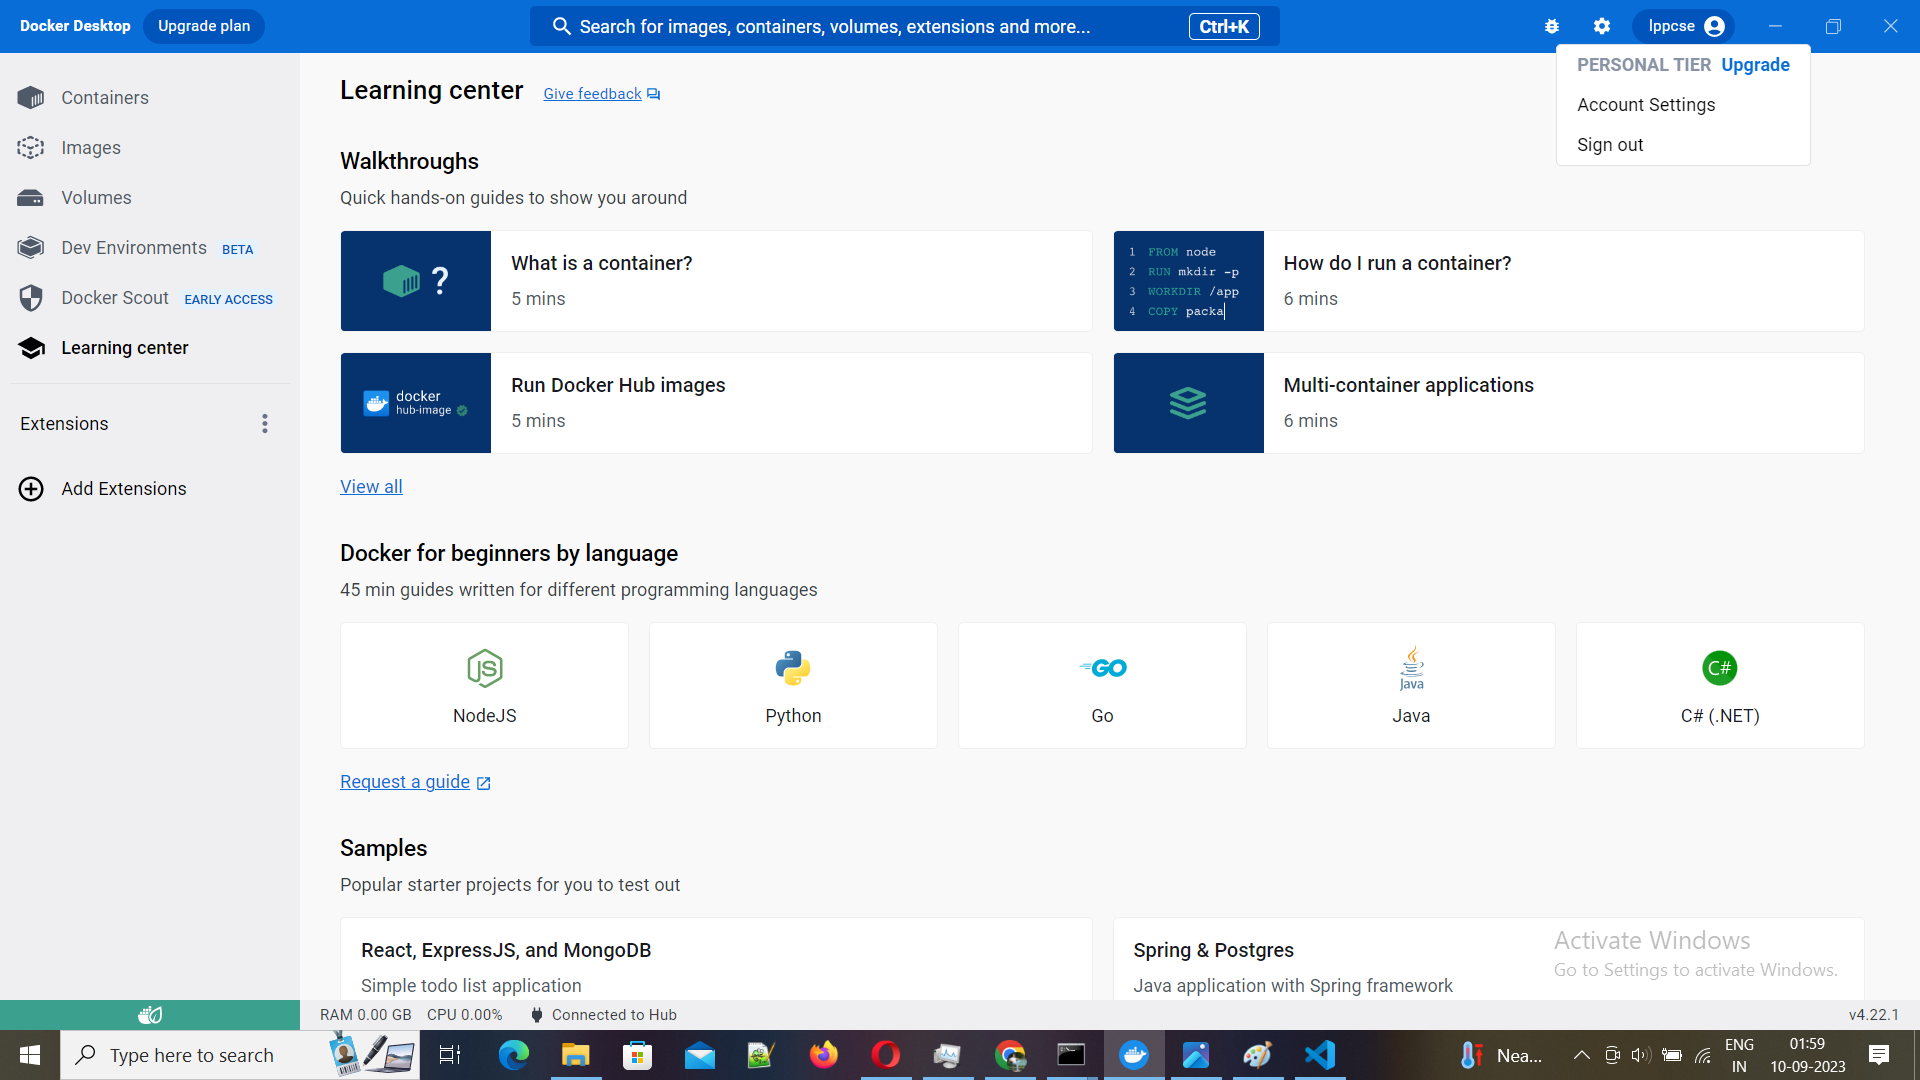 Docker Desktop
Upgrade plan
Search for images, containers, volumes, extensions and more...
Ctrl+K
lppcse
PERSONAL TIER Upgrade
Account Settings
Sign out
Containers
Images
Volumes
Dev Environments BETA
Docker Scout EARLY ACCESS
Learning center
Extensions
Add Extensions
Learning center
Give feedback
Walkthroughs
Quick hands-on guides to show you around
What is a container?
5 mins
1 FROM node
2 RUN mkdir -p
3 WORKDIR /app
4 COPY packa
How do I run a container?
6 mins
docker
hub-image
Run Docker Hub images
5 mins
Multi-container applications
6 mins
View all
Docker for beginners by language
45 min guides written for different programming languages
JS
NodeJS
Python
GO
Go
Java
Java
C#
C# (.NET)
Request a guide
Samples
Popular starter projects for you to test out
React, ExpressJS, and MongoDB
Simple todo list application
Spring & Postgres
Java application with Spring framework
Activate Windows
Go to Settings to activate Windows.
RAM 0.00 GB CPU 0.00% Connected to Hub
v4.22.1
Type here to search
Nea...
ENG
IN
01:59
10-09-2023